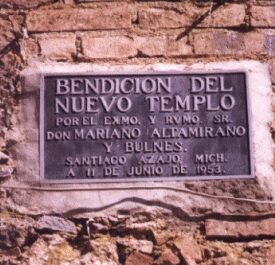 BENDICION DEL
NUEVO TEMPLO
POR EL EXMO. Y RVMO. SR.
DON MARIANO ALTAMIRANO
Y BULNES.
SANTIAGO AZAJO, MICH.
A 11 DE JUNIO DE 1953.